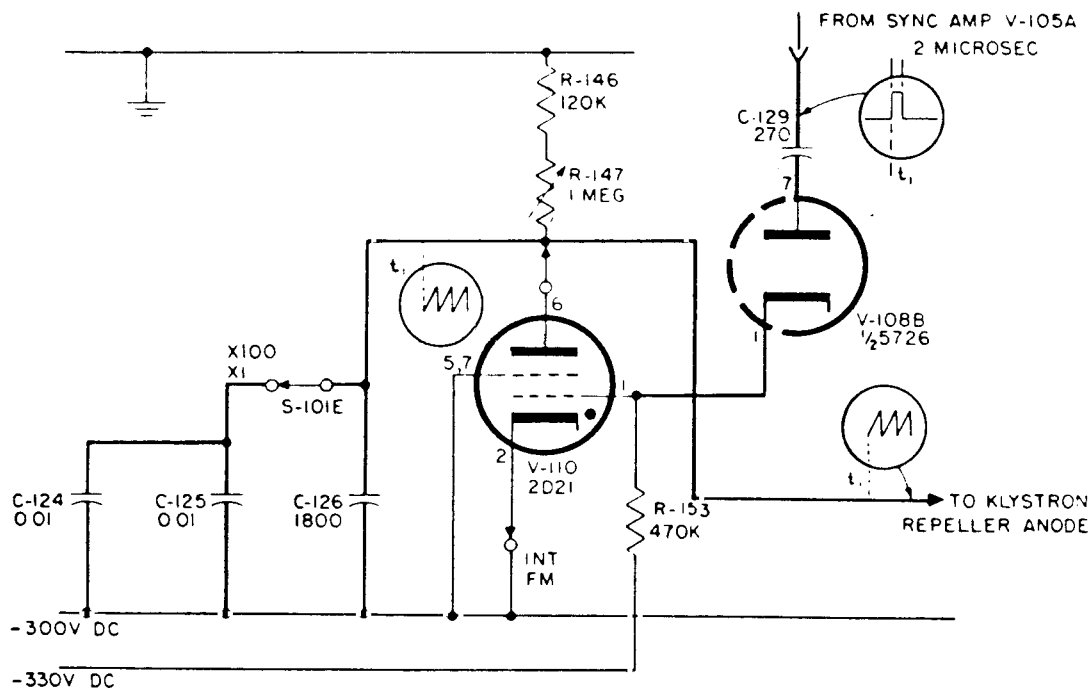 FROM SYNC AMP V-105A
2 MICROSEC
R-146
120K
C-129
270
t₁
R-147
1 MEG
7
t₁
6
V-108B
½5726
1
X100
X1
5,7
1
S-101E
2
V-110
2D21
C-124
0 01
C-125
0 01
C-126
1800
R-153
470K
t₁
TO KLYSTRON
REPELLER ANODE
INT
FM
-300V DC
-330V DC